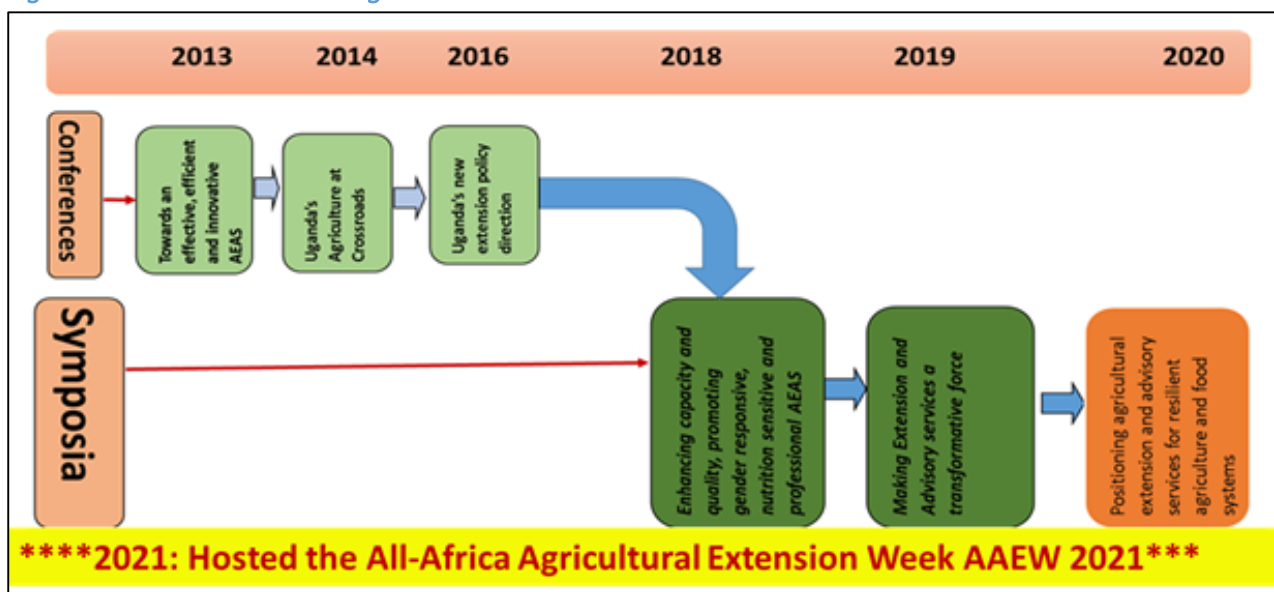 2013 2014 2016 2018 2019 2020
Conferences
Towards an
effective, efficient
and innovative
AEAS
Uganda's
Agriculture at
Crossroads
Uganda's new
extension policy
direction
Symposia
Enhancing capacity and
quality, promoting
gender responsive,
nutrition sensitive and
professional AEAS
Making Extension and
Advisory services a
transformative force
Positioning agricultural
extension and advisory
services for resilient
agriculture and food
systems
****2021: Hosted the All-Africa Agricultural Extension Week AAEW 2021***